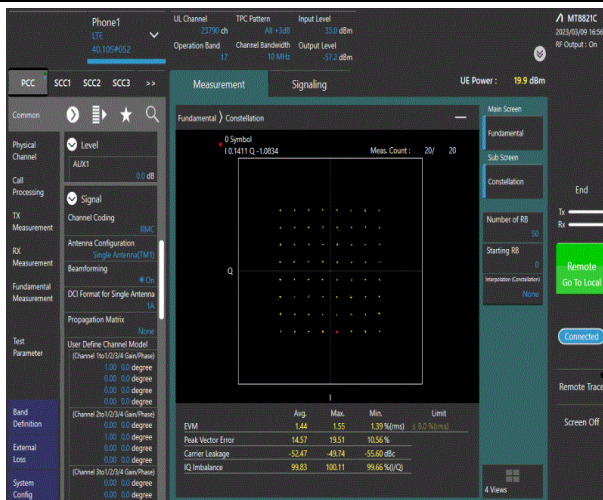 Phone1
LTE
40.105#052
UL Channel TPC Pattern Input Level
23790 ch All +3dB 33.0 dBm
Operation Band Channel Bandwidth Output Level
17 10 MHz -57.2 dBm
MT8821C
2023/03/09 16:56
RF Output : On
PCC SCC1 SCC2 SCC3 >>
Measurement Signaling
UE Power : 19.9 dBm
Common
Physical
Channel
Call
Processing
TX
Measurement
RX
Measurement
Fundamental
Measurement
Test
Parameter
Band
Definition
External
Loss
System
Config
Level
AUX1
0.0 dB
Signal
Channel Coding
RMC
Antenna Configuration
Single Antenna(TM1)
Beamforming
On
DCI Format for Single Antenna
1A
Propagation Matrix
None
User Define Channel Model
(Channel 1to1/2/3/4 Gain/Phase)
1.00 0.0 degree
0.00 0.0 degree
0.00 0.0 degree
0.00 0.0 degree
(Channel 2to1/2/3/4 Gain/Phase)
0.00 0.0 degree
1.00 0.0 degree
0.00 0.0 degree
0.00 0.0 degree
(Channel 3to1/2/3/4 Gain/Phase)
0.00 0.0 degree
0.00 0.0 degree
Fundamental 〉 Constellation
0 Symbol
I 0.1411 Q -1.0834
Meas. Count : 20/ 20
Q
I
Avg. Max. Min. Limit
EVM 1.44 1.55 1.39 %(rms) ≤ 8.0 %(rms)
Peak Vector Error 14.57 19.51 10.56 %
Carrier Leakage -52.47 -49.74 -55.60 dBc
IQ Imbalance 99.83 100.11 99.66 %(I/Q)
Main Screen
Fundamental
Sub Screen
Constellation
Number of RB
50
Starting RB
0
Interpolation (Constellation)
None
4 Views
End
Tx
Rx
Remote
Go To Local
Connected
Remote Trace
Screen Off